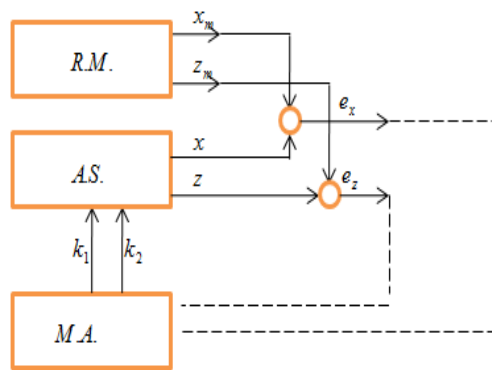 x_m
R.M.
z_m
e_x
x
A.S.
z
e_z
k_1
k_2
M.A.